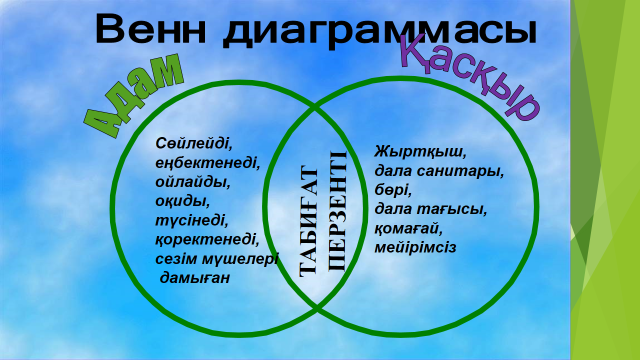 Венн диаграммасы
Адам
Қасқыр
Сөйлейді,
еңбектенеді,
ойлайды,
оқиды,
түсінеді,
қоректенеді,
сезім мүшелері
дамыған
ТАБИҒАТ
ПЕРЗЕНТІ
Жыртқыш,
дала санитары,
бөрі,
дала тағысы,
қомағай,
мейірімсіз